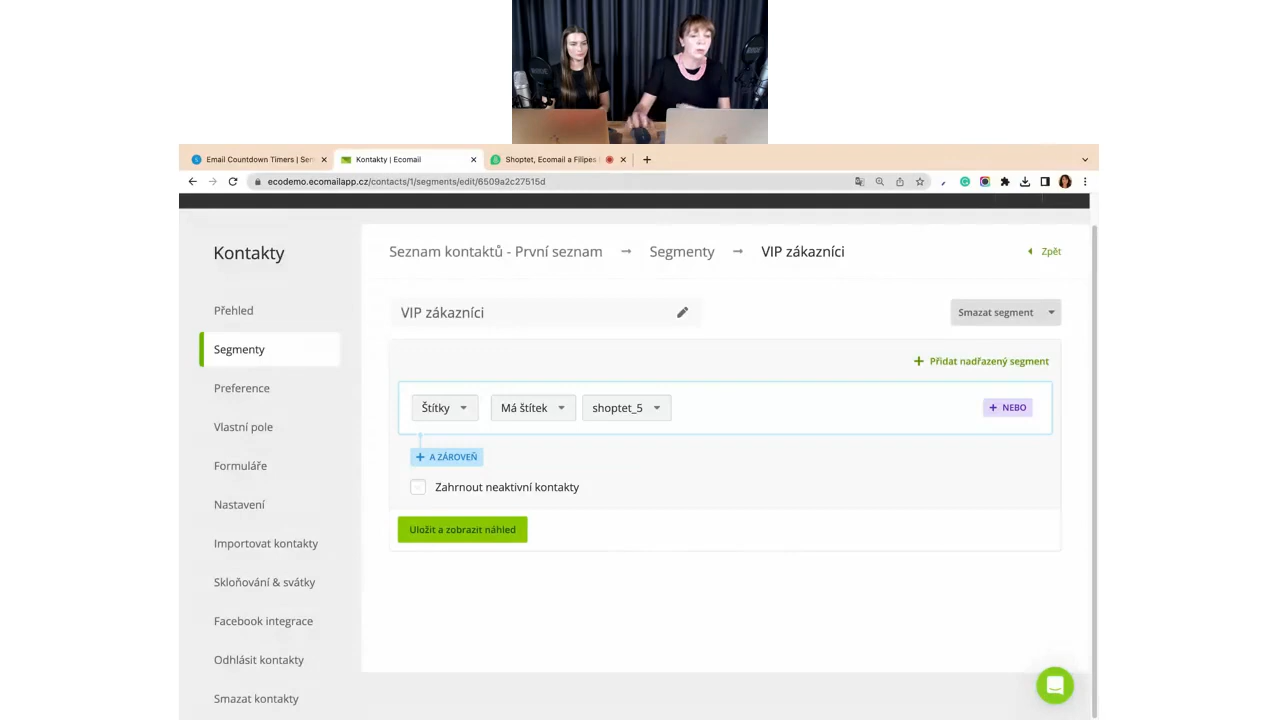 Email Countdown Timers | Sen
Kontakty | Ecomail
Shoptet, Ecomail a Filipes
ecodemo.ecomailapp.cz/contacts/1/segments/edit/6509a2c27515d
Kontakty
Přehled
Segmenty
Preference
Vlastní pole
Formuláře
Nastavení
Importovat kontakty
Skloňování & svátky
Facebook integrace
Odhlásit kontakty
Smazat kontakty
Seznam kontaktů - První seznam → Segmenty → VIP zákazníci
Zpět
VIP zákazníci
Smazat segment
+ Přidat nadřazený segment
Štítky Má štítek shoptet_5
+ NEBO
+ A ZÁROVEŇ
Zahrnout neaktivní kontakty
Uložit a zobrazit náhled